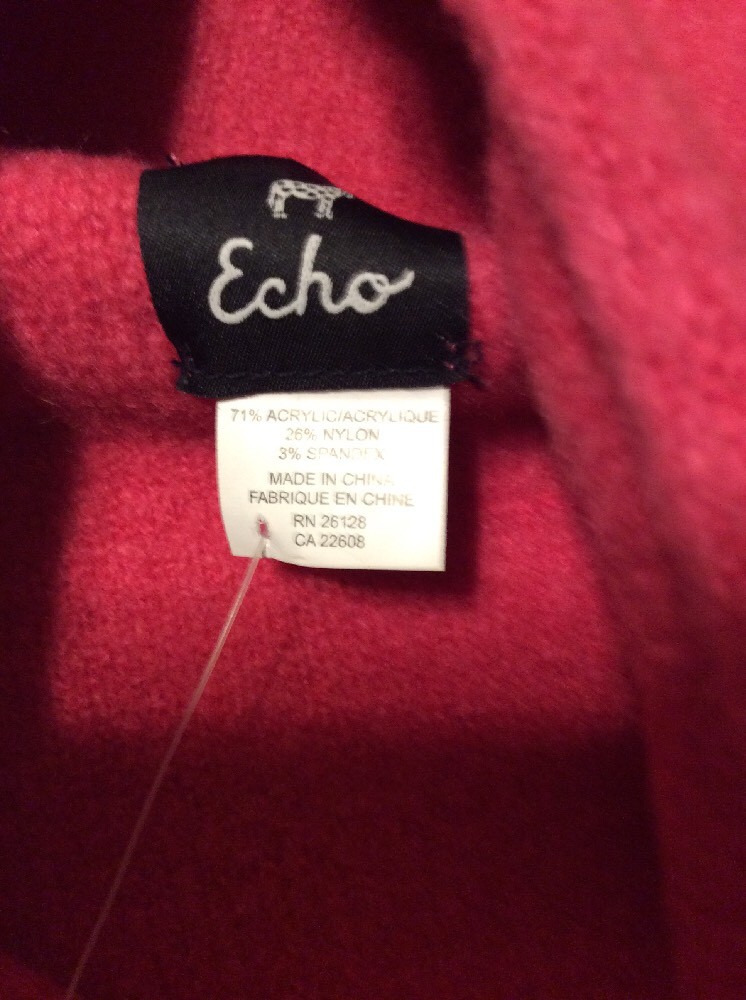 Echo
71% ACRYLIC/ACRYLIQUE
26% NYLON
3% SPANDEX
MADE IN CHINA
FABRIQUE EN CHINE
RN 26128
CA 22608